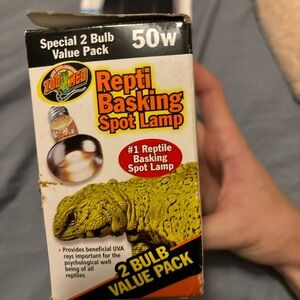 Special 2 Bulb
Value Pack
50W
ZOO MED
Repti
Basking
Spot Lamp
#1 Reptile
Basking
Spot Lamp
• Provides beneficial UVA
rays important for the
psychological well
being of all
reptiles.
2 BULB
VALUE PACK